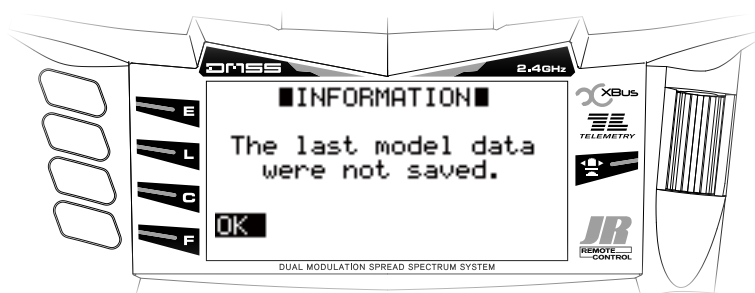 DMSS
2.4GHz
■INFORMATION■
The last model data
were not saved.
OK
E
L
C
F
XBus
TELEMETRY
JR
REMOTE
CONTROL
DUAL MODULATION SPREAD SPECTRUM SYSTEM